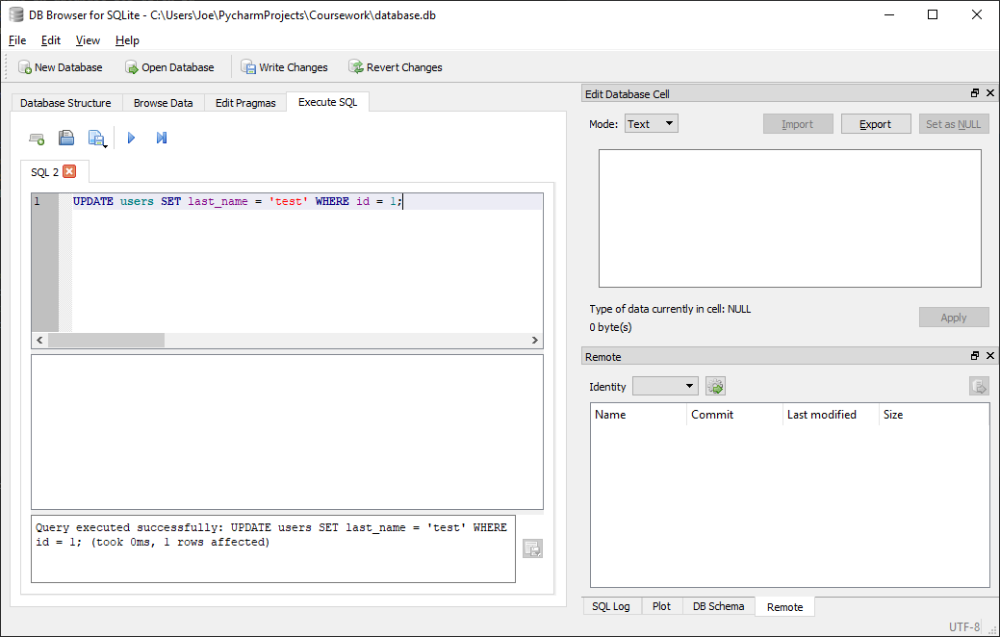 DB Browser for SQLite - C:\Users\Joe\PycharmProjects\Coursework\database.db
File Edit View Help
New Database Open Database Write Changes Revert Changes
Database Structure Browse Data Edit Pragmas Execute SQL
SQL 2
1 UPDATE users SET last_name = 'test' WHERE id = 1;
Query executed successfully: UPDATE users SET last_name = 'test' WHERE
id = 1; (took 0ms, 1 rows affected)
Edit Database Cell
Mode: Text Import Export Set as NULL
Type of data currently in cell: NULL
0 byte(s)
Apply
Remote
Identity
Name Commit Last modified Size
SQL Log Plot DB Schema Remote
UTF-8